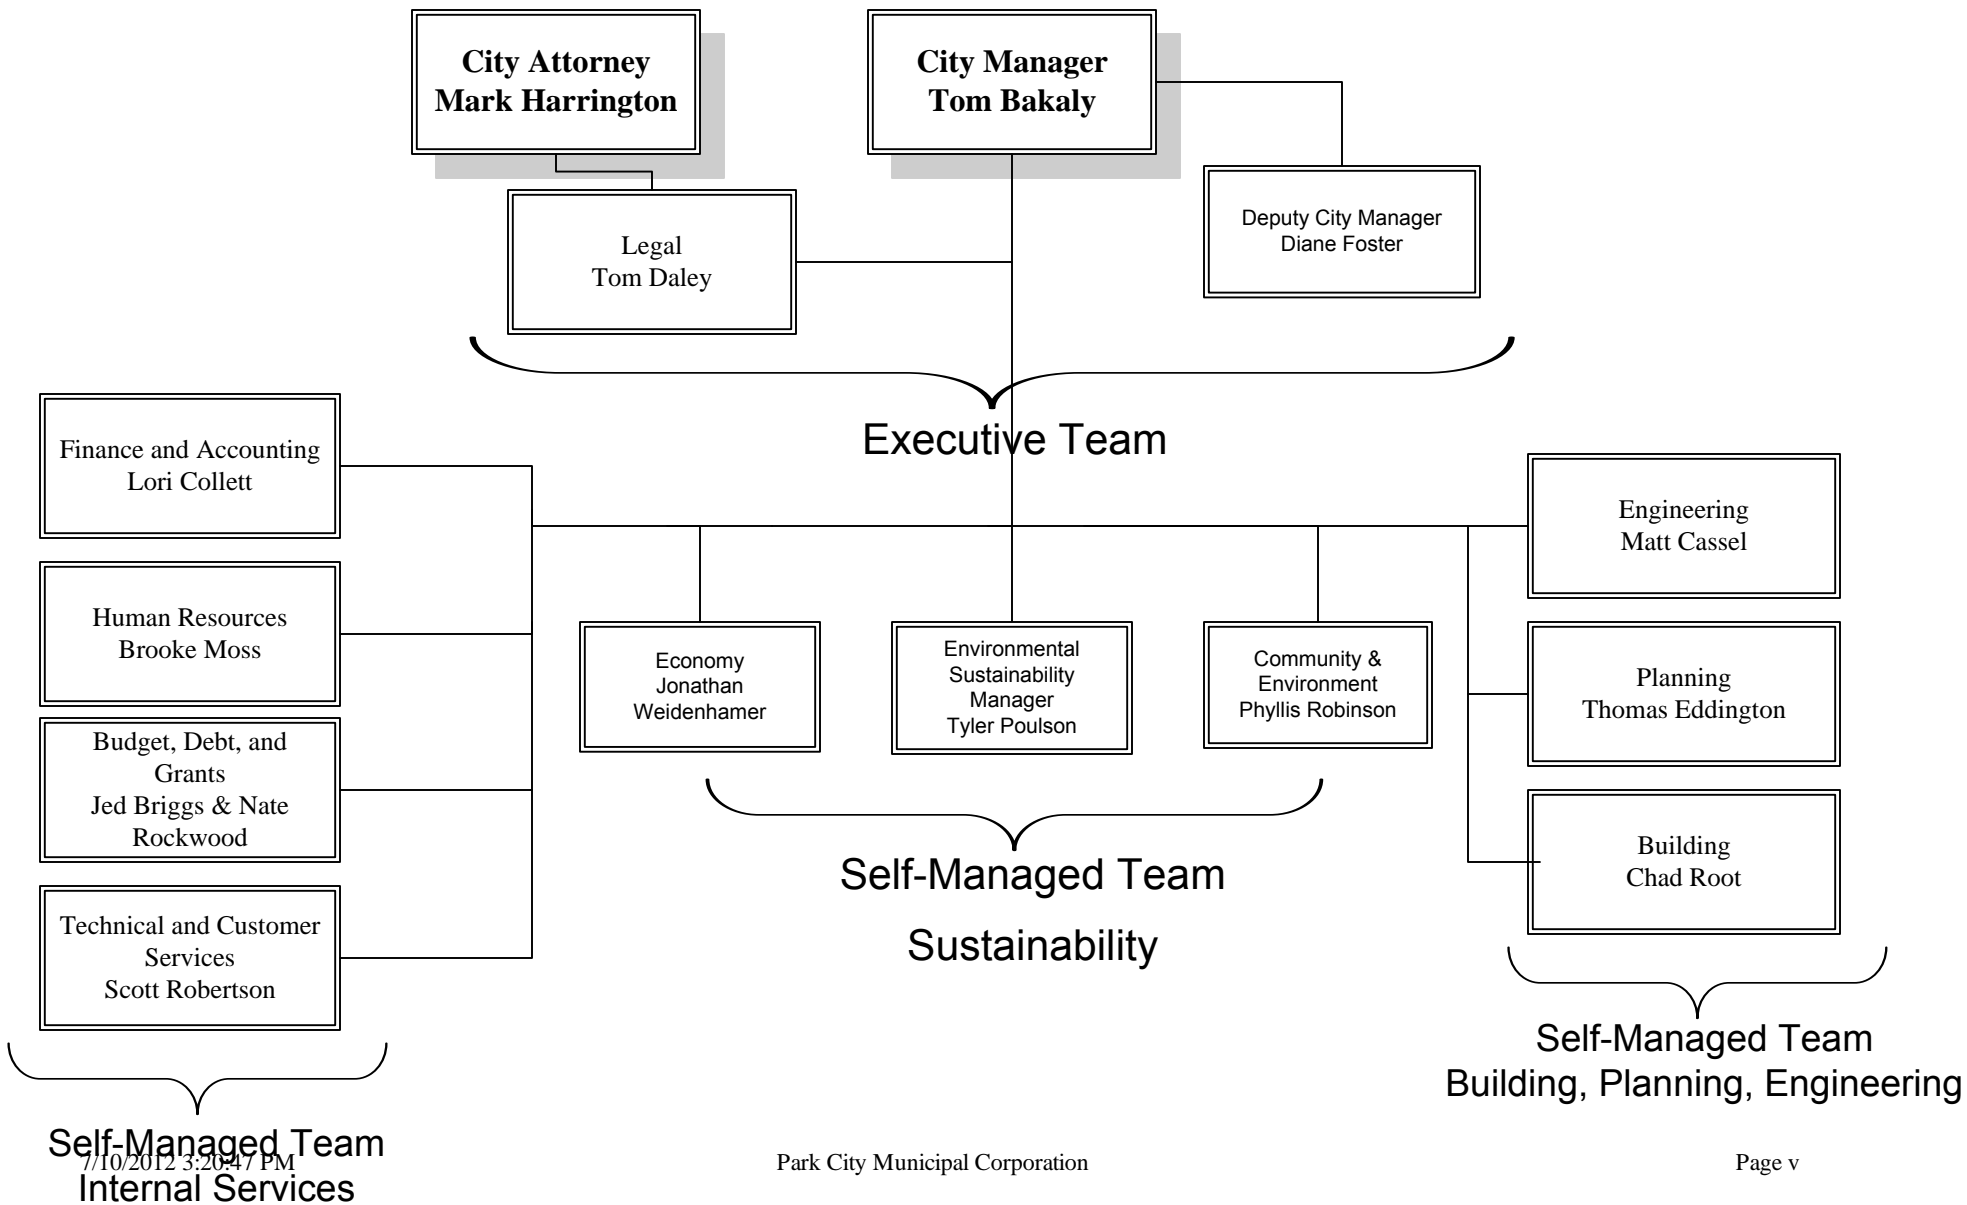 City Attorney
Mark Harrington
City Manager
Tom Bakaly
Deputy City Manager
Diane Foster
Legal
Tom Daley
Executive Team
Finance and Accounting
Lori Collett
Human Resources
Brooke Moss
Budget, Debt, and
Grants
Jed Briggs & Nate
Rockwood
Technical and Customer
Services
Scott Robertson
Self-Managed Team
Internal Services
Economy
Jonathan
Weidenhamer
Environmental
Sustainability
Manager
Tyler Poulson
Community &
Environment
Phyllis Robinson
Self-Managed Team
Sustainability
Engineering
Matt Cassel
Planning
Thomas Eddington
Building
Chad Root
Self-Managed Team
Building, Planning, Engineering
7/10/2012 3:20:47 PM
Park City Municipal Corporation
Page v